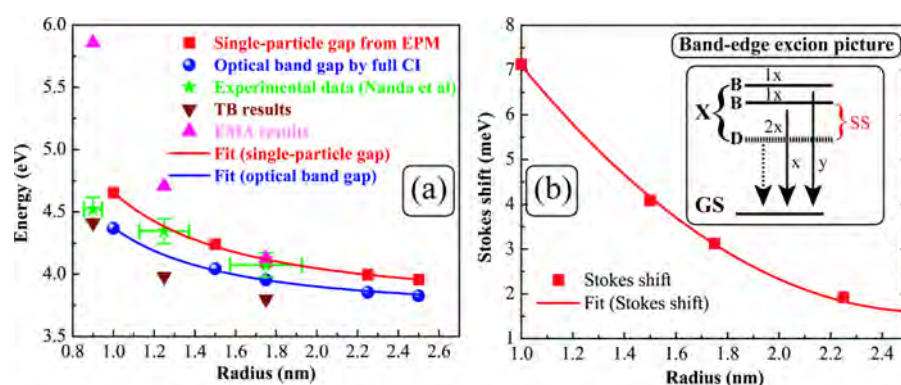 6.0
5.5
5.0
4.5
4.0
3.5
Energy (eV)
0.8 1.0 1.2 1.4 1.6 1.8 2.0 2.2 2.4 2.6
Radius (nm)
Single-particle gap from EPM
Optical band gap by full CI
Experimental data (Nanda et al)
TB results
EMA results
Fit (single-particle gap)
Fit (optical band gap)
(a)
8
7
6
5
4
3
2
1
Stokes shift (meV)
1.0 1.2 1.4 1.6 1.8 2.0 2.2 2.4
Radius (nm)
Band-edge excion picture
1x
B
1x
B
X
SS
2x
D
x y
GS
(b)
Stokes shift
Fit (Stokes shift)